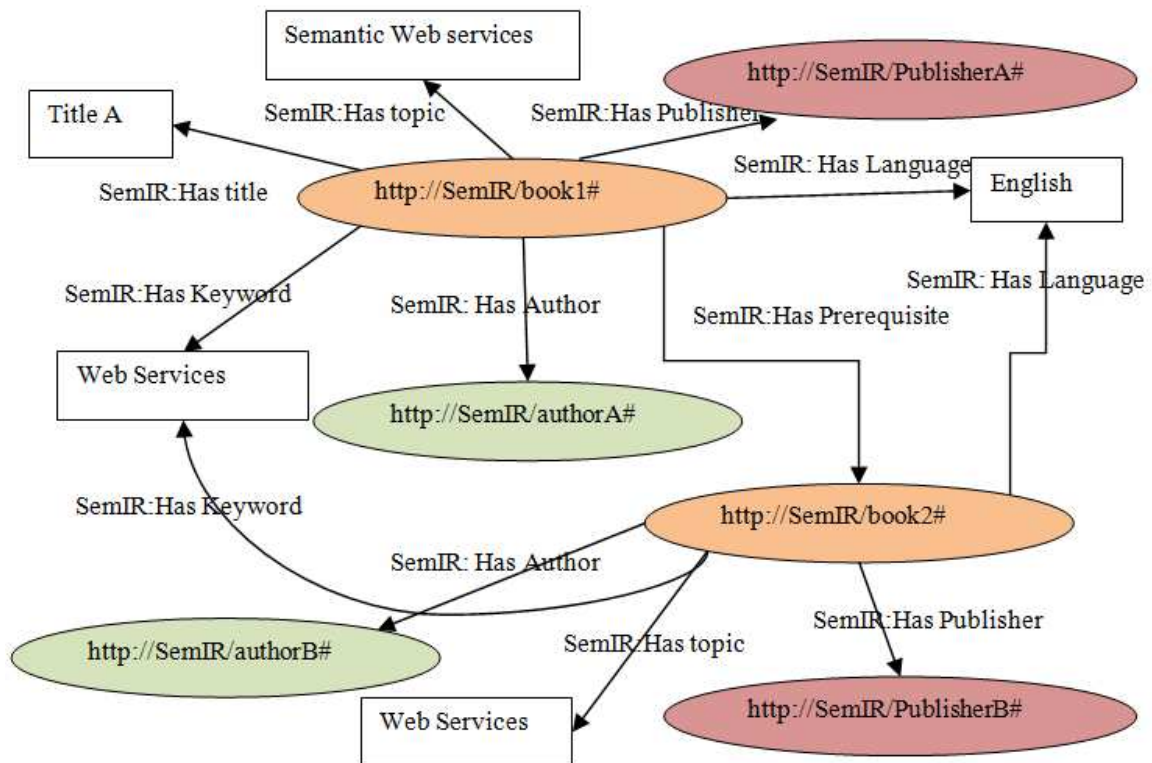 Semantic Web services
http://SemIR/PublisherA#
Title A
SemIR:Has topic
SemIR:Has Publisher
SemIR: Has Language
SemIR:Has title
http://SemIR/book1#
English
SemIR: Has Language
SemIR:Has Keyword
SemIR: Has Author
SemIR:Has Prerequisite
Web Services
http://SemIR/authorA#
SemIR:Has Keyword
http://SemIR/book2#
SemIR: Has Author
SemIR:Has Publisher
SemIR:Has topic
http://SemIR/authorB#
Web Services
http://SemIR/PublisherB#